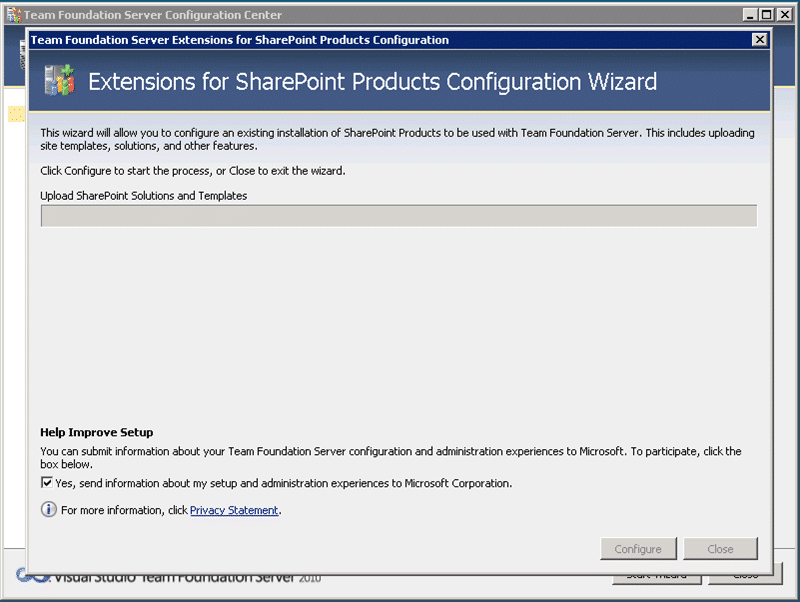 Team Foundation Server Configuration Center
Team Foundation Server Extensions for SharePoint Products Configuration
Extensions for SharePoint Products Configuration Wizard
This wizard will allow you to configure an existing installation of SharePoint Products to be used with Team Foundation Server. This includes uploading
site templates, solutions, and other features.
Click Configure to start the process, or Close to exit the wizard.
Upload SharePoint Solutions and Templates
Help Improve Setup
You can submit information about your Team Foundation Server configuration and administration experiences to Microsoft. To participate, click the
box below.
Yes, send information about my setup and administration experiences to Microsoft Corporation.
For more information, click Privacy Statement.
Configure
Close
Visual Studio Team Foundation Server 2010
Start Wizard
Close